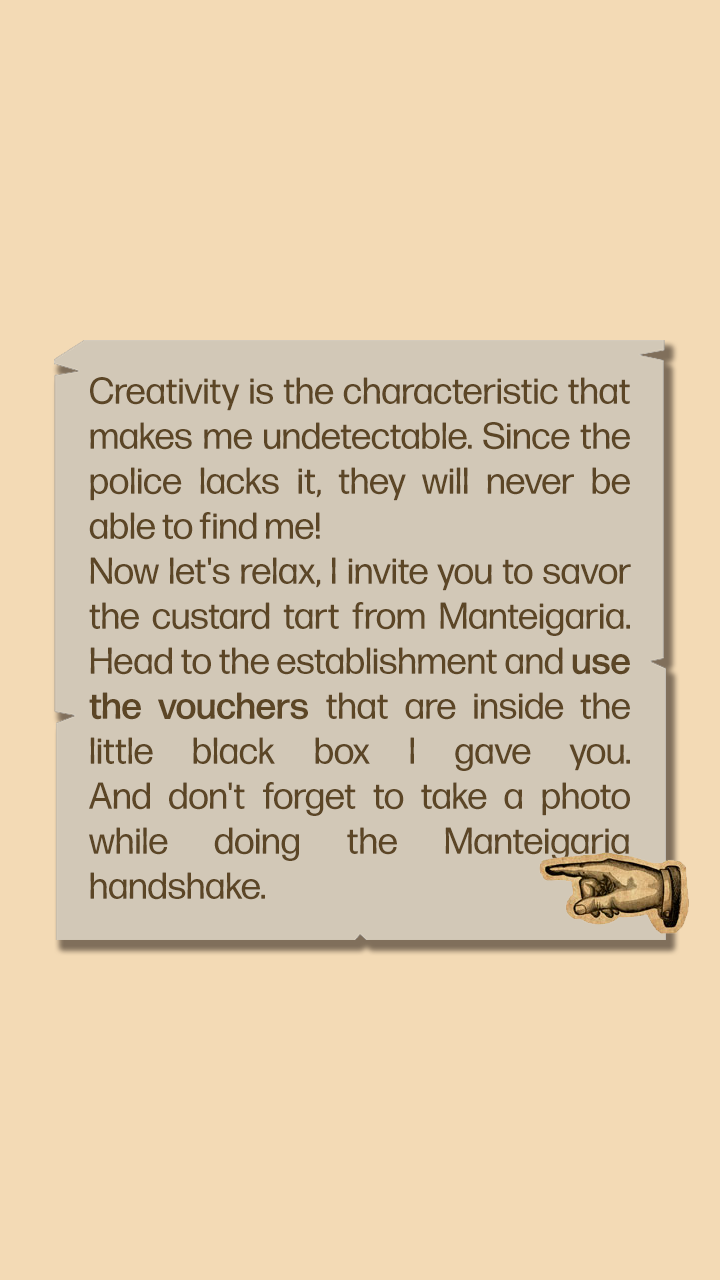 Creativity is the characteristic that
makes me undetectable. Since the
police lacks it, they will never be
able to find me!
Now let's relax, I invite you to savor
the custard tart from Manteigaria.
Head to the establishment and use
the vouchers that are inside the
little black box I gave you.
And don't forget to take a photo
while doing the Manteigaria
handshake.